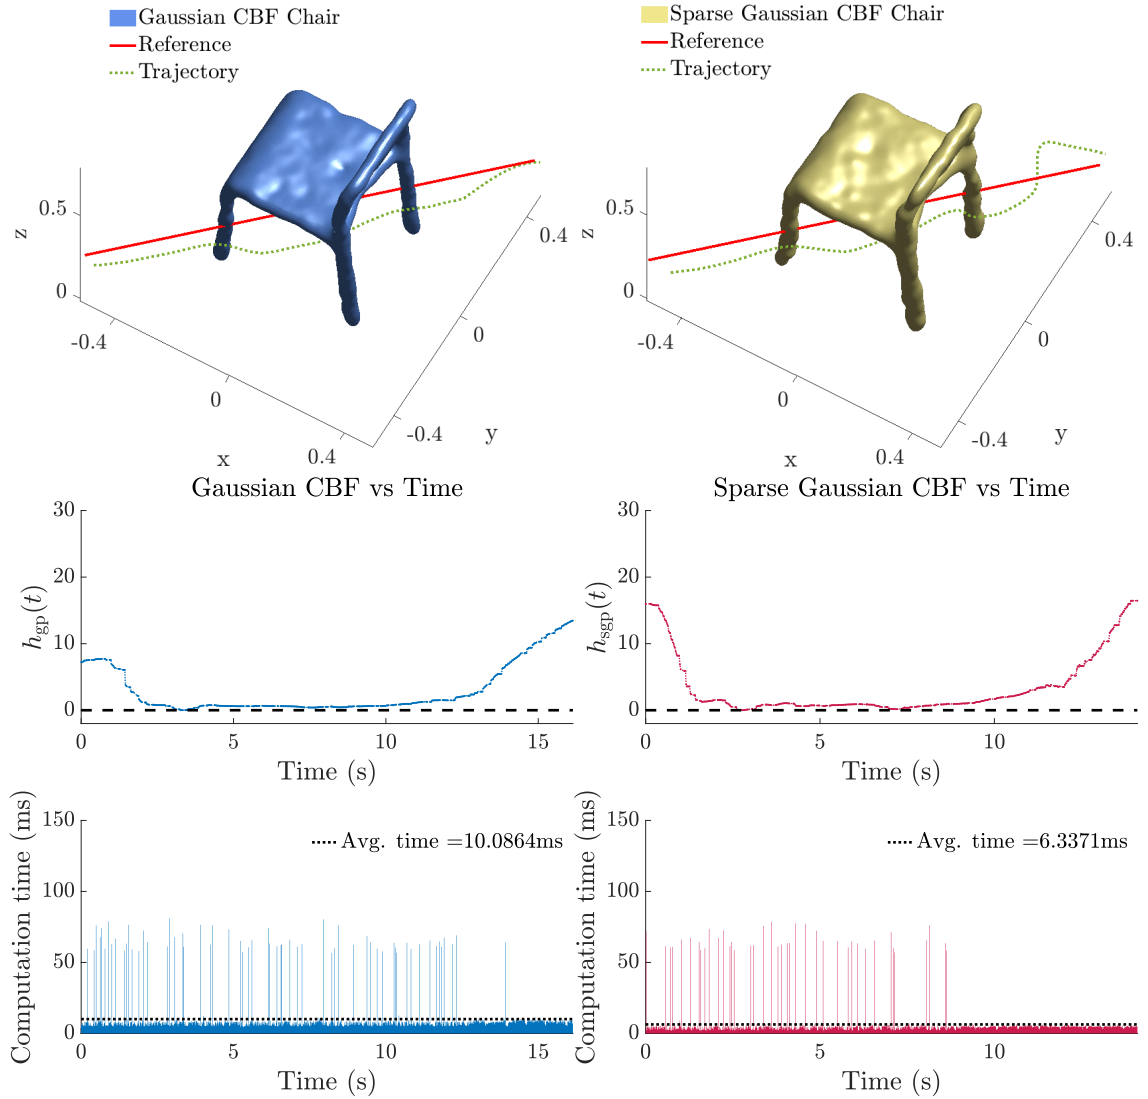 Gaussian CBF Chair
Reference
Trajectory
z
0.5
0
-0.4
0
0.4
x
-0.4
0
0.4
y
Sparse Gaussian CBF Chair
Reference
Trajectory
z
0.5
0
-0.4
0
0.4
x
-0.4
0
0.4
y
Gaussian CBF vs Time
h_gp(t)
30
20
10
0
0 5 10 15
Time (s)
Sparse Gaussian CBF vs Time
h_sgp(t)
30
20
10
0
0 5 10
Time (s)
Computation time (ms)
150
100
50
0
Avg. time =10.0864ms
0 5 10 15
Time (s)
Computation time (ms)
150
100
50
0
Avg. time =6.3371ms
0 5 10
Time (s)